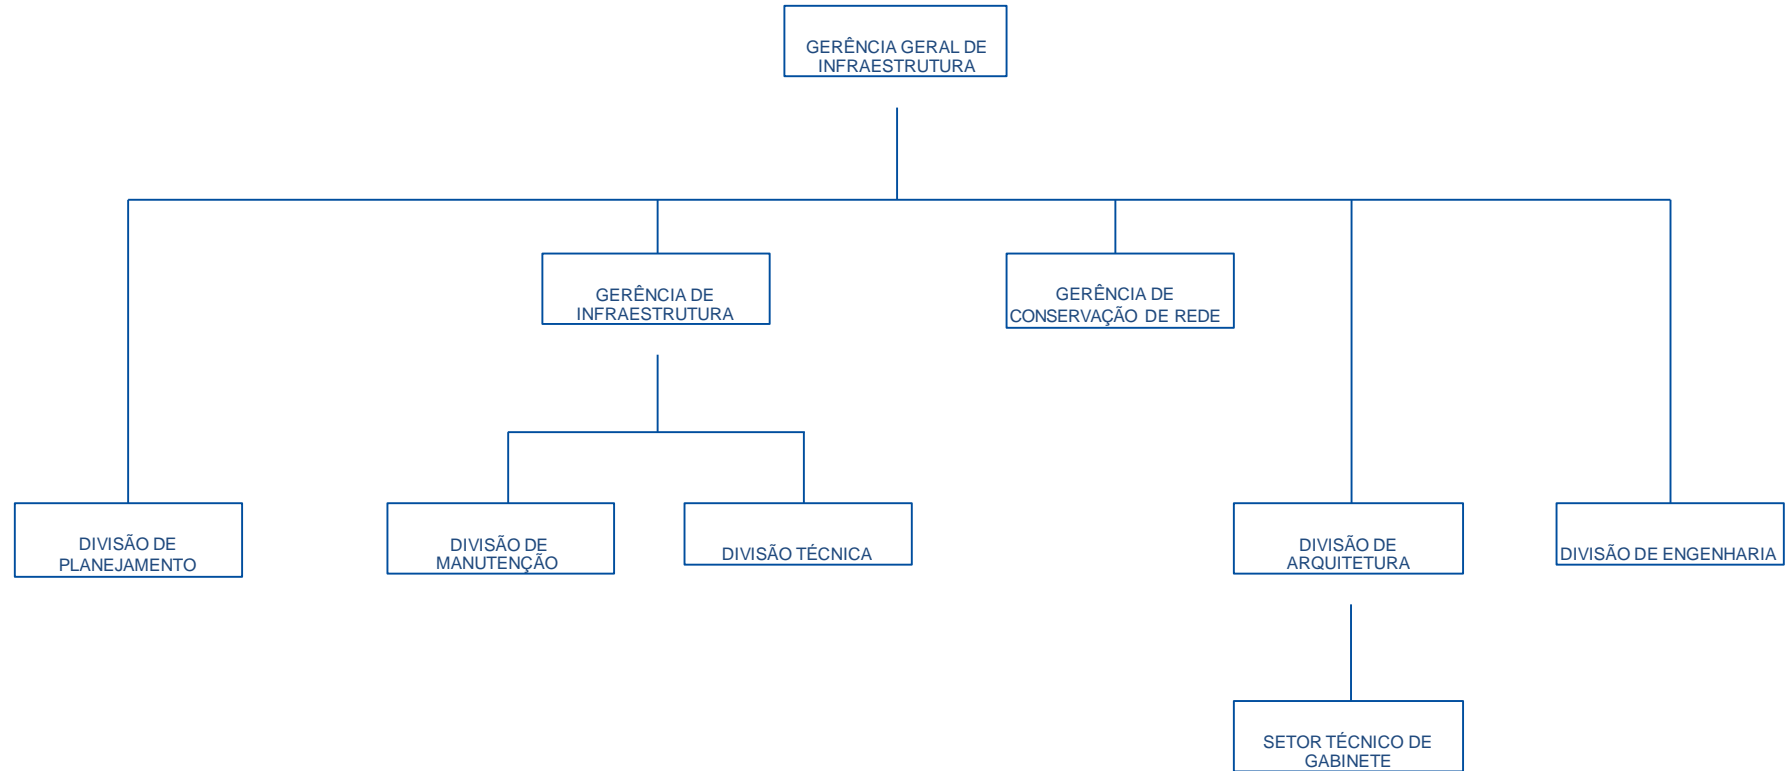 GERÊNCIA GERAL DE
INFRAESTRUTURA
GERÊNCIA DE
INFRAESTRUTURA
GERÊNCIA DE
CONSERVAÇÃO DE REDE
DIVISÃO DE
PLANEJAMENTO
DIVISÃO DE
MANUTENÇÃO
DIVISÃO TÉCNICA
DIVISÃO DE
ARQUITETURA
DIVISÃO DE ENGENHARIA
SETOR TÉCNICO DE
GABINETE